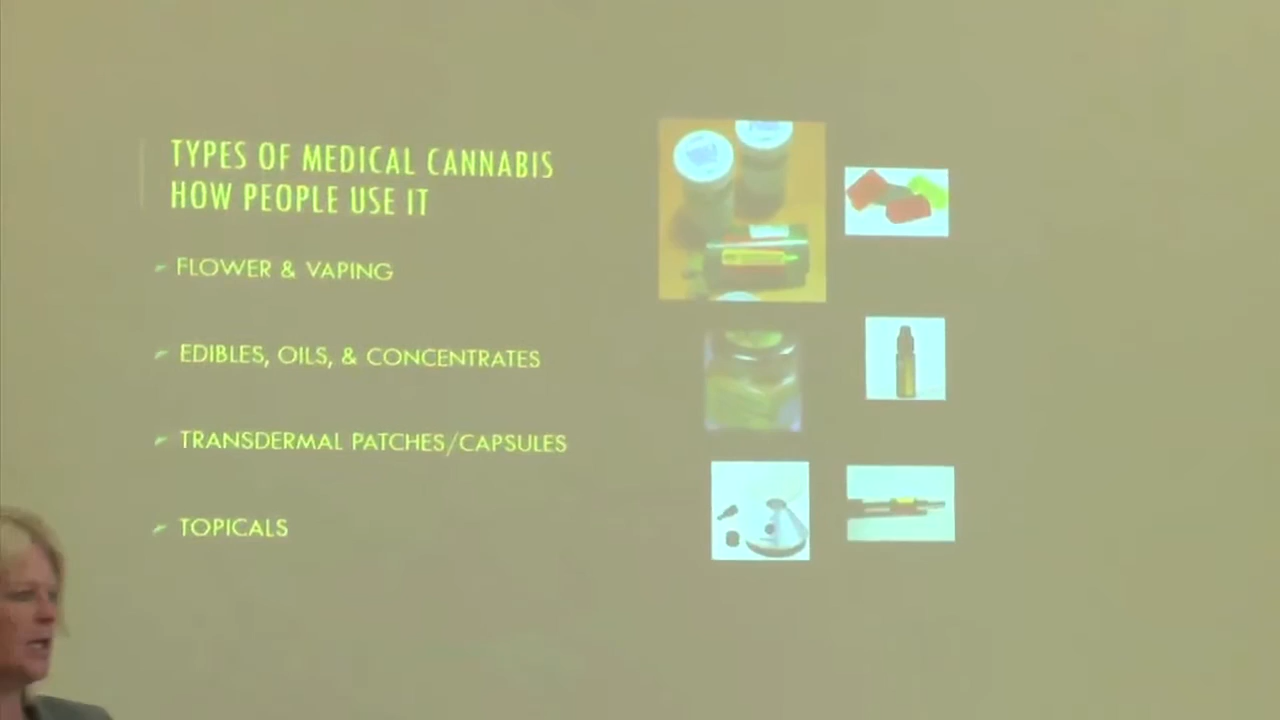 TYPES OF MEDICAL CANNABIS
HOW PEOPLE USE IT
FLOWER & VAPING
EDIBLES, OILS, & CONCENTRATES
TRANSDERMAL PATCHES/CAPSULES
TOPICALS